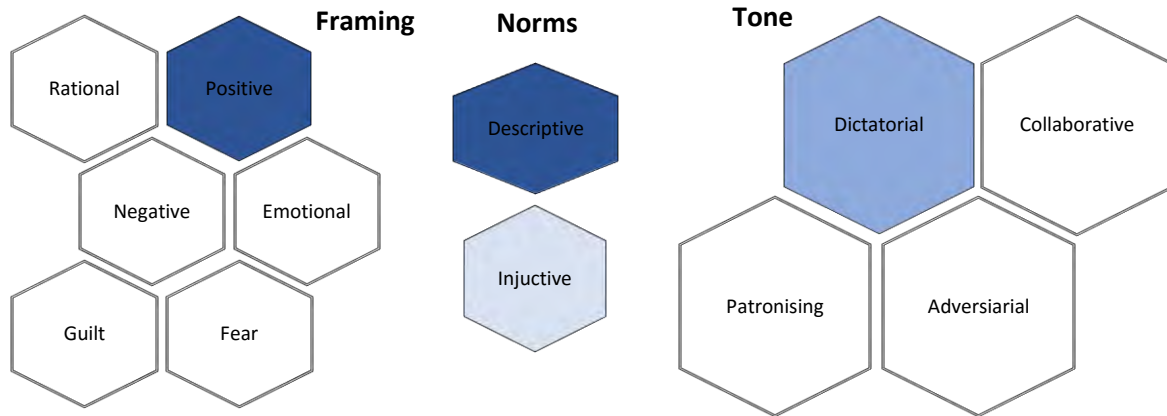 Framing
Norms
Tone
Rational
Positive
Negative
Emotional
Guilt
Fear
Descriptive
Injuctive
Dictatorial
Collaborative
Patronising
Adversiarial